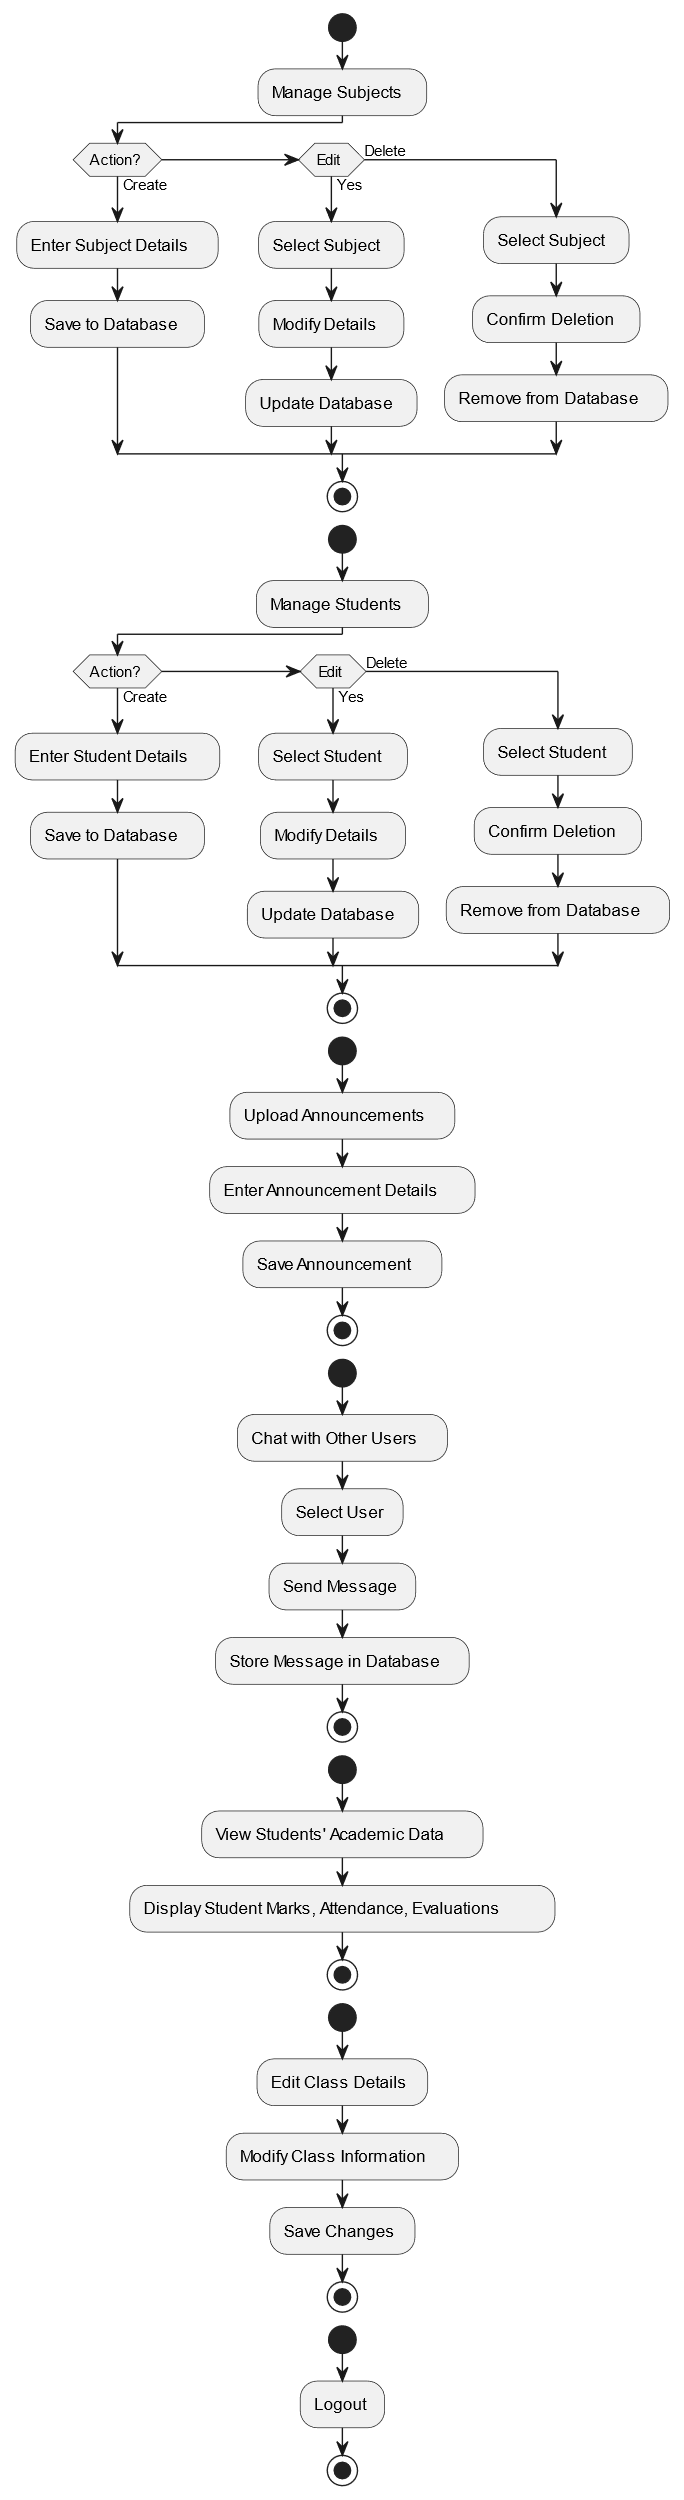 Manage Subjects
Action?
Edit
Delete
Create
Yes
Enter Subject Details
Select Subject
Select Subject
Save to Database
Modify Details
Confirm Deletion
Update Database
Remove from Database
Manage Students
Action?
Edit
Delete
Create
Yes
Enter Student Details
Select Student
Select Student
Save to Database
Modify Details
Confirm Deletion
Update Database
Remove from Database
Upload Announcements
Enter Announcement Details
Save Announcement
Chat with Other Users
Select User
Send Message
Store Message in Database
View Students' Academic Data
Display Student Marks, Attendance, Evaluations
Edit Class Details
Modify Class Information
Save Changes
Logout